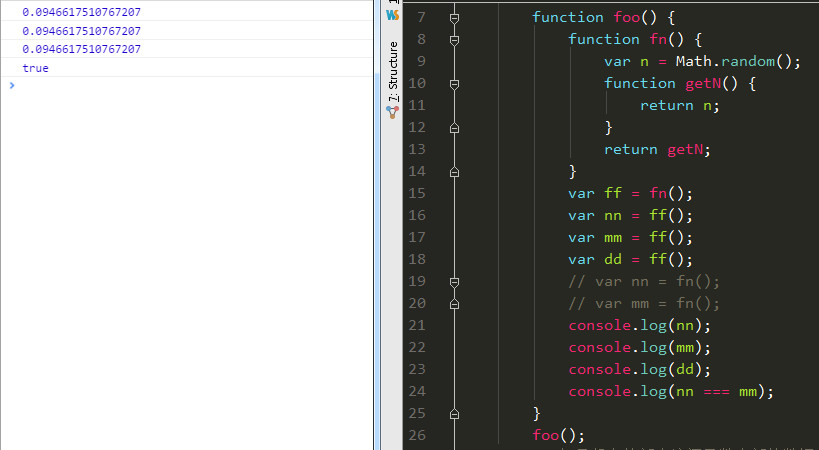 0.0946617510767207
0.0946617510767207
0.0946617510767207
true
7: Structure
7 function foo() {
8 function fn() {
9 var n = Math.random();
10 function getN() {
11 return n;
12 }
13 return getN;
14 }
15 var ff = fn();
16 var nn = ff();
17 var mm = ff();
18 var dd = ff();
19 // var nn = fn();
20 // var mm = fn();
21 console.log(nn);
22 console.log(mm);
23 console.log(dd);
24 console.log(nn === mm);
25 }
26 foo();